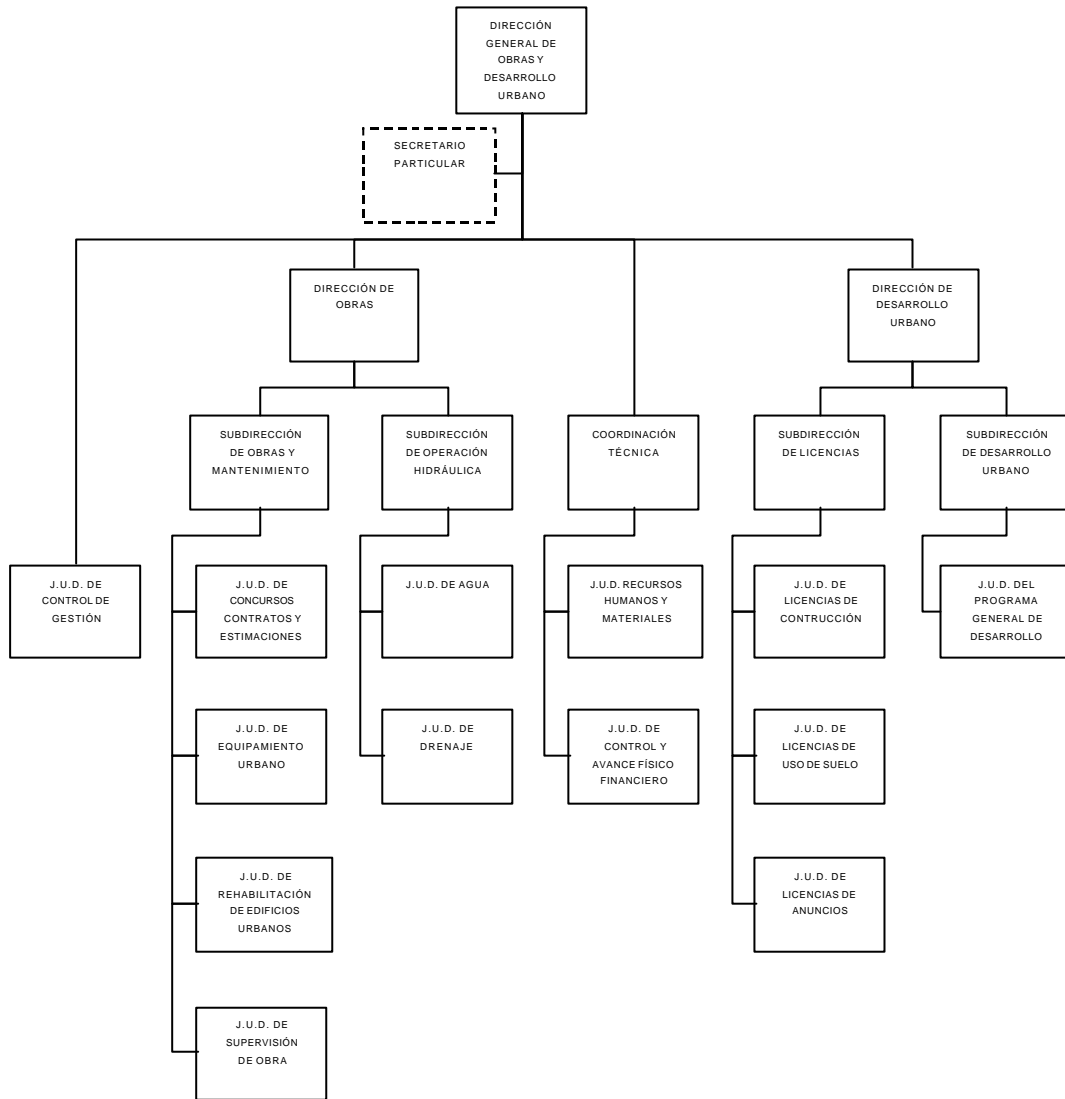 DIRECCIÓN
GENERAL DE
OBRAS Y
DESARROLLO
URBANO
SECRETARIO
PARTICULAR
DIRECCIÓN DE
OBRAS
DIRECCIÓN DE
DESARROLLO
URBANO
SUBDIRECCIÓN
DE OBRAS Y
MANTENIMIENTO
SUBDIRECCIÓN
DE OPERACIÓN
HIDRÁULICA
COORDINACIÓN
TÉCNICA
SUBDIRECCIÓN
DE LICENCIAS
SUBDIRECCIÓN
DE DESARROLLO
URBANO
J.U.D. DE
CONTROL DE
GESTIÓN
J.U.D. DE
CONCURSOS
CONTRATOS Y
ESTIMACIONES
J.U.D. DE AGUA
J.U.D. RECURSOS
HUMANOS Y
MATERIALES
J.U.D. DE
LICENCIAS DE
CONTRUCCIÓN
J.U.D. DEL
PROGRAMA
GENERAL DE
DESARROLLO
J.U.D. DE
EQUIPAMIENTO
URBANO
J.U.D. DE
DRENAJE
J.U.D. DE
CONTROL Y
AVANCE FÍSICO
FINANCIERO
J.U.D. DE
LICENCIAS DE
USO DE SUELO
J.U.D. DE
REHABILITACIÓN
DE EDIFICIOS
URBANOS
J.U.D. DE
LICENCIAS DE
ANUNCIOS
J.U.D. DE
SUPERVISIÓN
DE OBRA